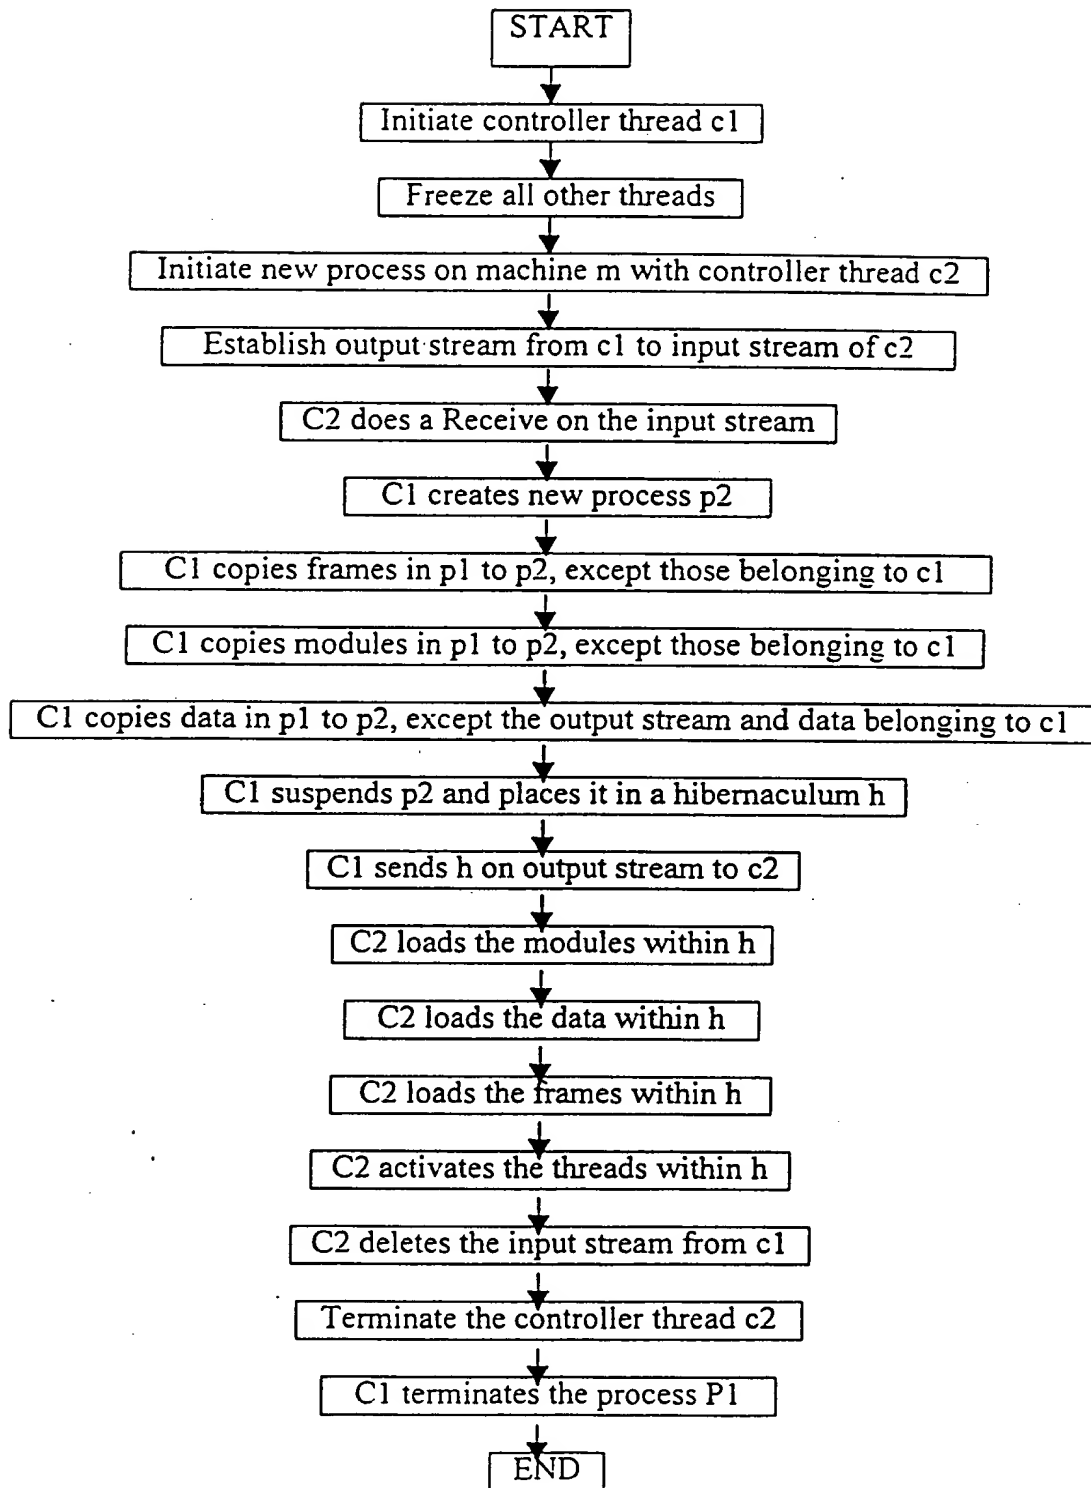 START
Initiate controller thread c1
Freeze all other threads
Initiate new process on machine m with controller thread c2
Establish output stream from c1 to input stream of c2
C2 does a Receive on the input stream
C1 creates new process p2
C1 copies frames in p1 to p2, except those belonging to c1
C1 copies modules in p1 to p2, except those belonging to c1
C1 copies data in p1 to p2, except the output stream and data belonging to c1
C1 suspends p2 and places it in a hibernaculum h
C1 sends h on output stream to c2
C2 loads the modules within h
C2 loads the data within h
C2 loads the frames within h
C2 activates the threads within h
C2 deletes the input stream from c1
Terminate the controller thread c2
C1 terminates the process P1
END